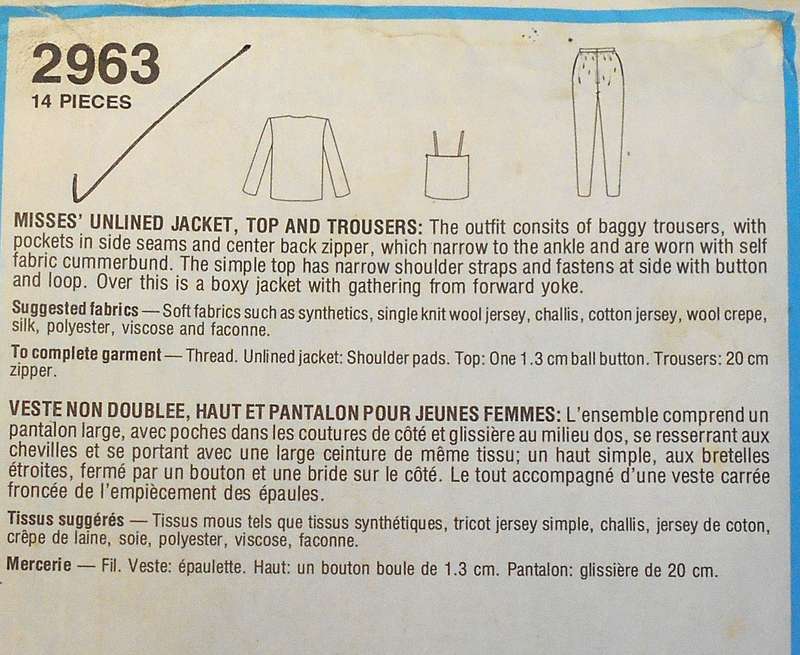 2963
14 PIECES
MISSES' UNLINED JACKET, TOP AND TROUSERS: The outfit consits of baggy trousers, with
pockets in side seams and center back zipper, which narrow to the ankle and are worn with self
fabric cummerbund. The simple top has narrow shoulder straps and fastens at side with button
and loop. Over this is a boxy jacket with gathering from forward yoke.
Suggested fabrics — Soft fabrics such as synthetics, single knit wool jersey, challis, cotton jersey, wool crepe,
silk, polyester, viscose and faconne.
To complete garment — Thread. Unlined jacket: Shoulder pads. Top: One 1.3 cm ball button. Trousers: 20 cm
zipper.
VESTE NON DOUBLEE, HAUT ET PANTALON POUR JEUNES FEMMES: L'ensemble comprend un
pantalon large, avec poches dans les coutures de côté et glissière au milieu dos, se resserrant aux
chevilles et se portant avec une large ceinture de même tissu; un haut simple, aux bretelles
étroites, fermé par un bouton et une bride sur le côté. Le tout accompagné d'une veste carrée
froncée de l'empiècement des épaules.
Tissus suggérés — Tissus mous tels que tissus synthétiques, tricot jersey simple, challis, jersey de coton,
crêpe de laine, soie, polyester, viscose, faconne.
Mercerie — Fil. Veste: épaulette. Haut: un bouton boule de 1.3 cm. Pantalon: glissière de 20 cm.